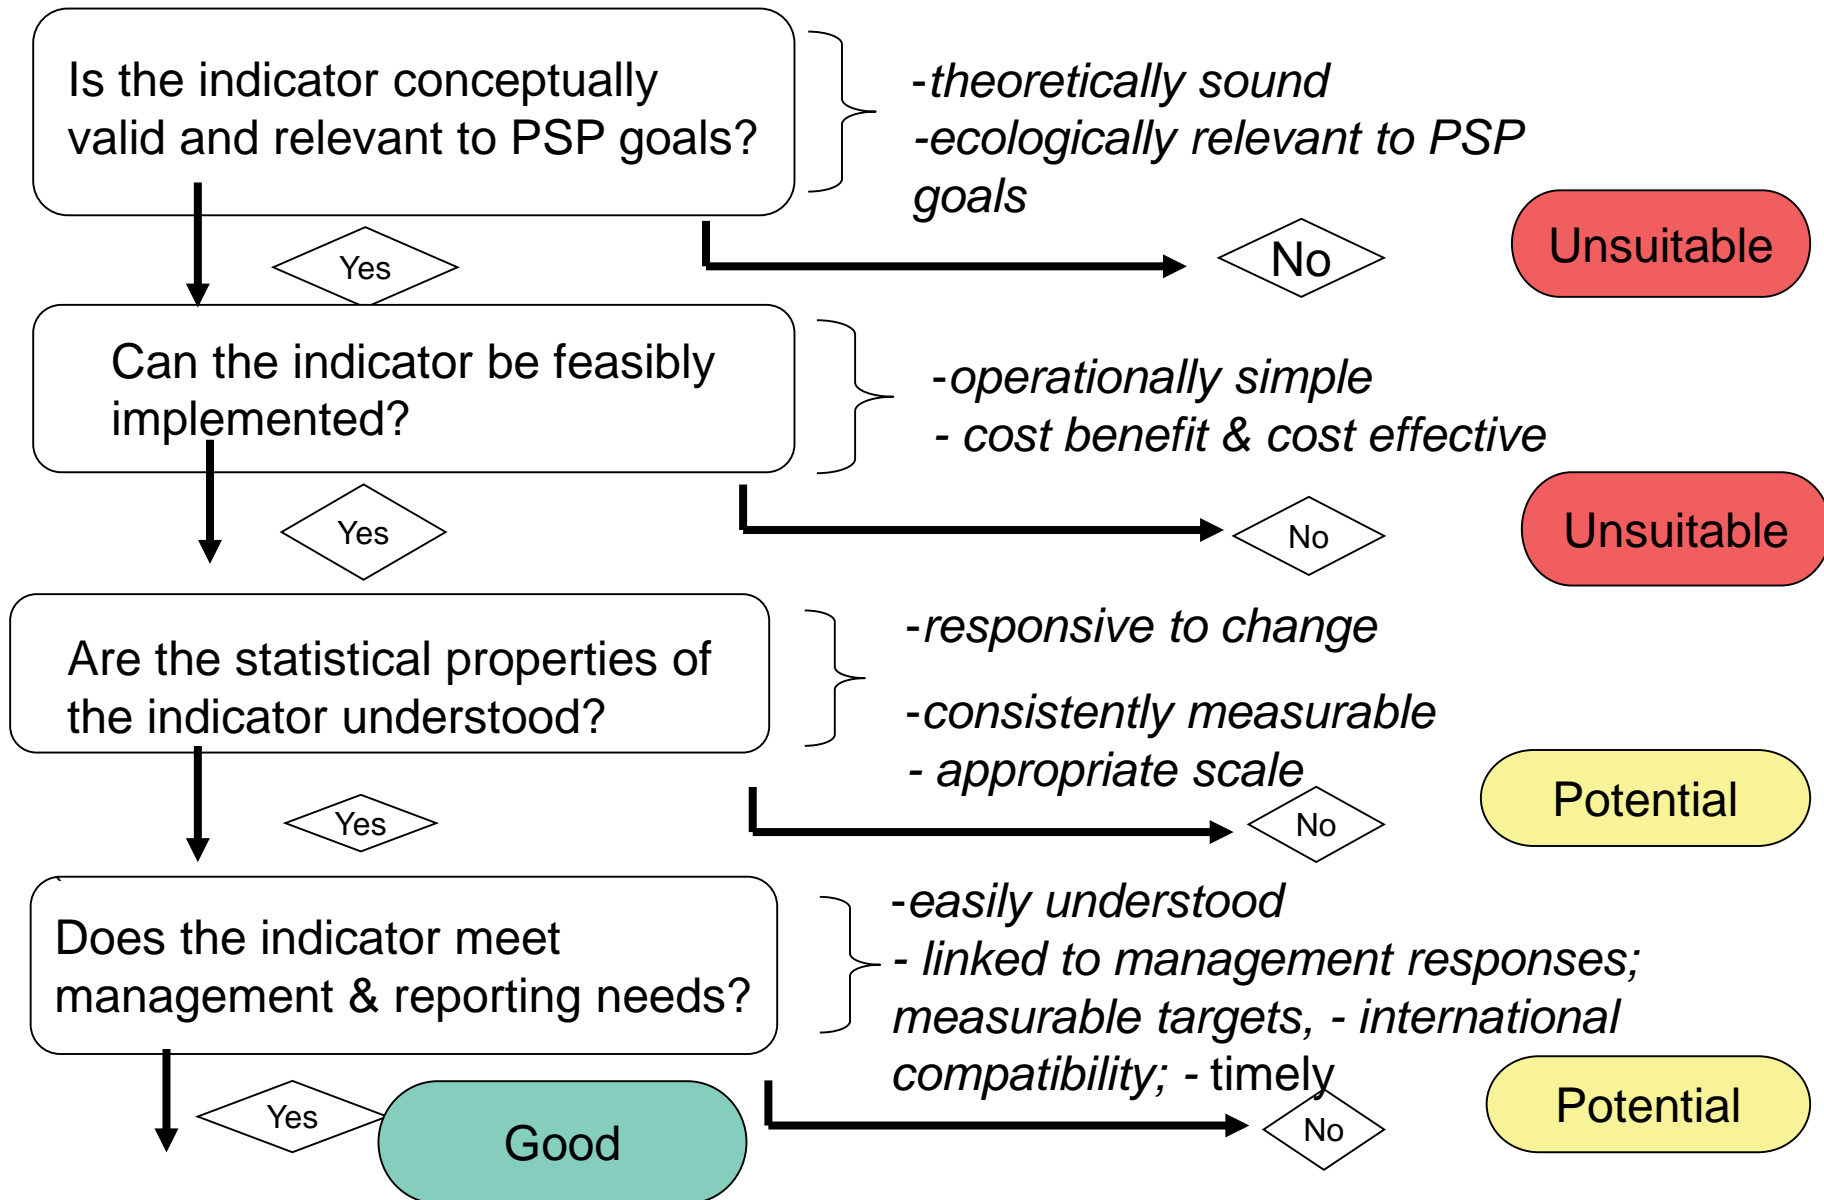 Is the indicator conceptually
valid and relevant to PSP goals?
-theoretically sound
-ecologically relevant to PSP
goals
Yes
No
Unsuitable
Can the indicator be feasibly
implemented?
-operationally simple
- cost benefit & cost effective
Yes
No
Unsuitable
Are the statistical properties of
the indicator understood?
-responsive to change
-consistently measurable
- appropriate scale
Yes
No
Potential
Does the indicator meet
management & reporting needs?
-easily understood
- linked to management responses;
measurable targets, - international
compatibility; - timely
Yes
Good
No
Potential